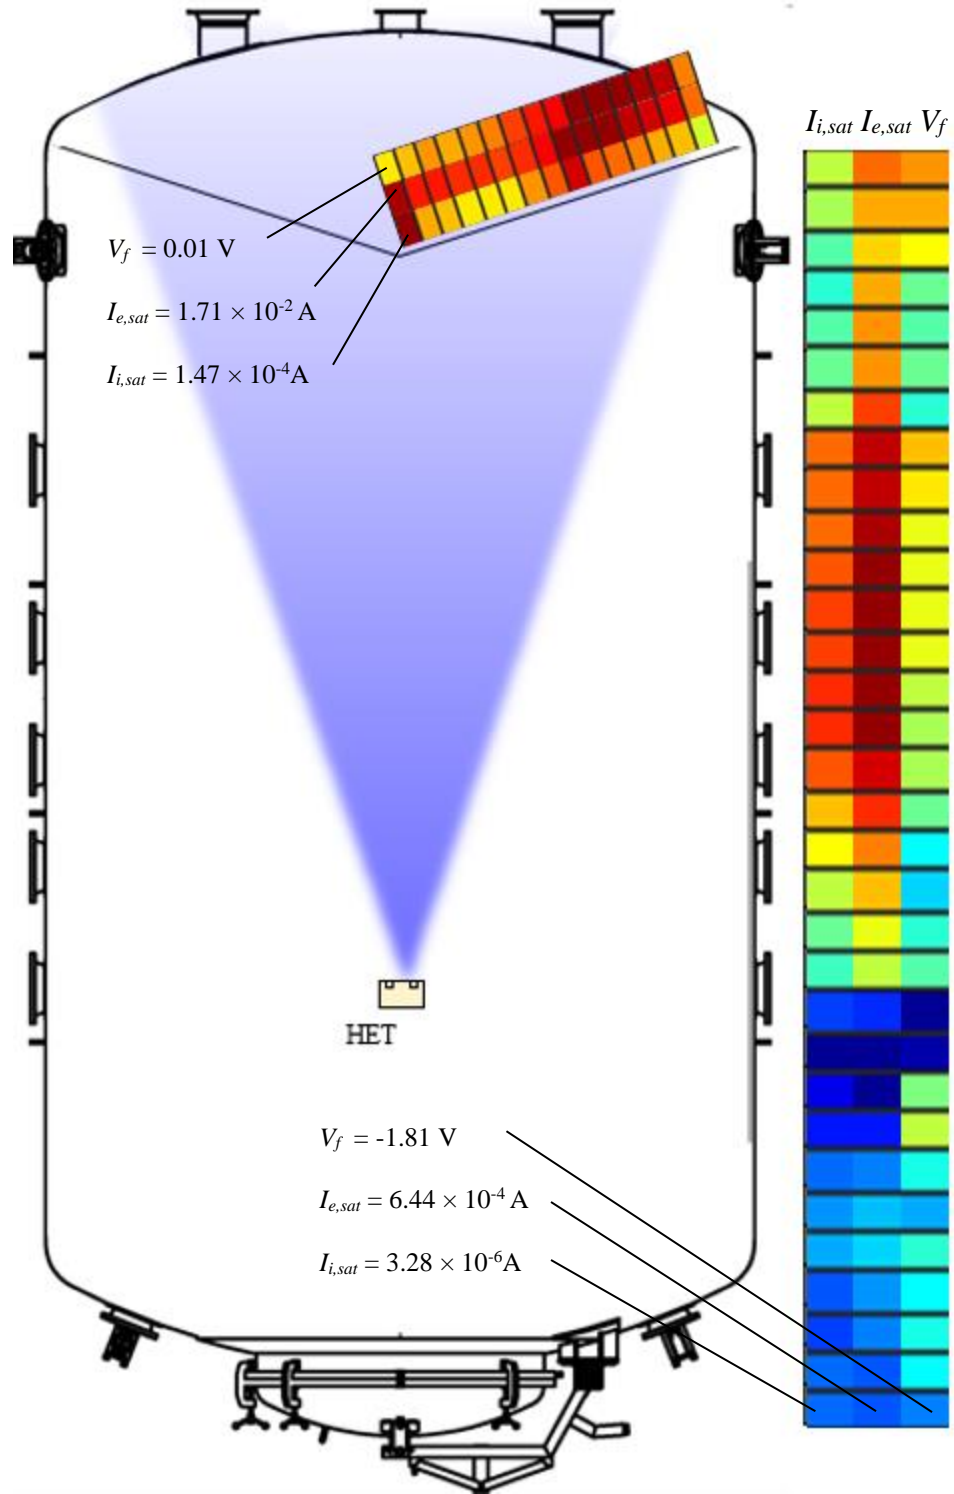 I_{i,sat} I_{e,sat} V_f
V_f = 0.01 V
I_{e,sat} = 1.71 × 10^{-2} A
I_{i,sat} = 1.47 × 10^{-4}A
HET
V_f = -1.81 V
I_{e,sat} = 6.44 × 10^{-4} A
I_{i,sat} = 3.28 × 10^{-6}A